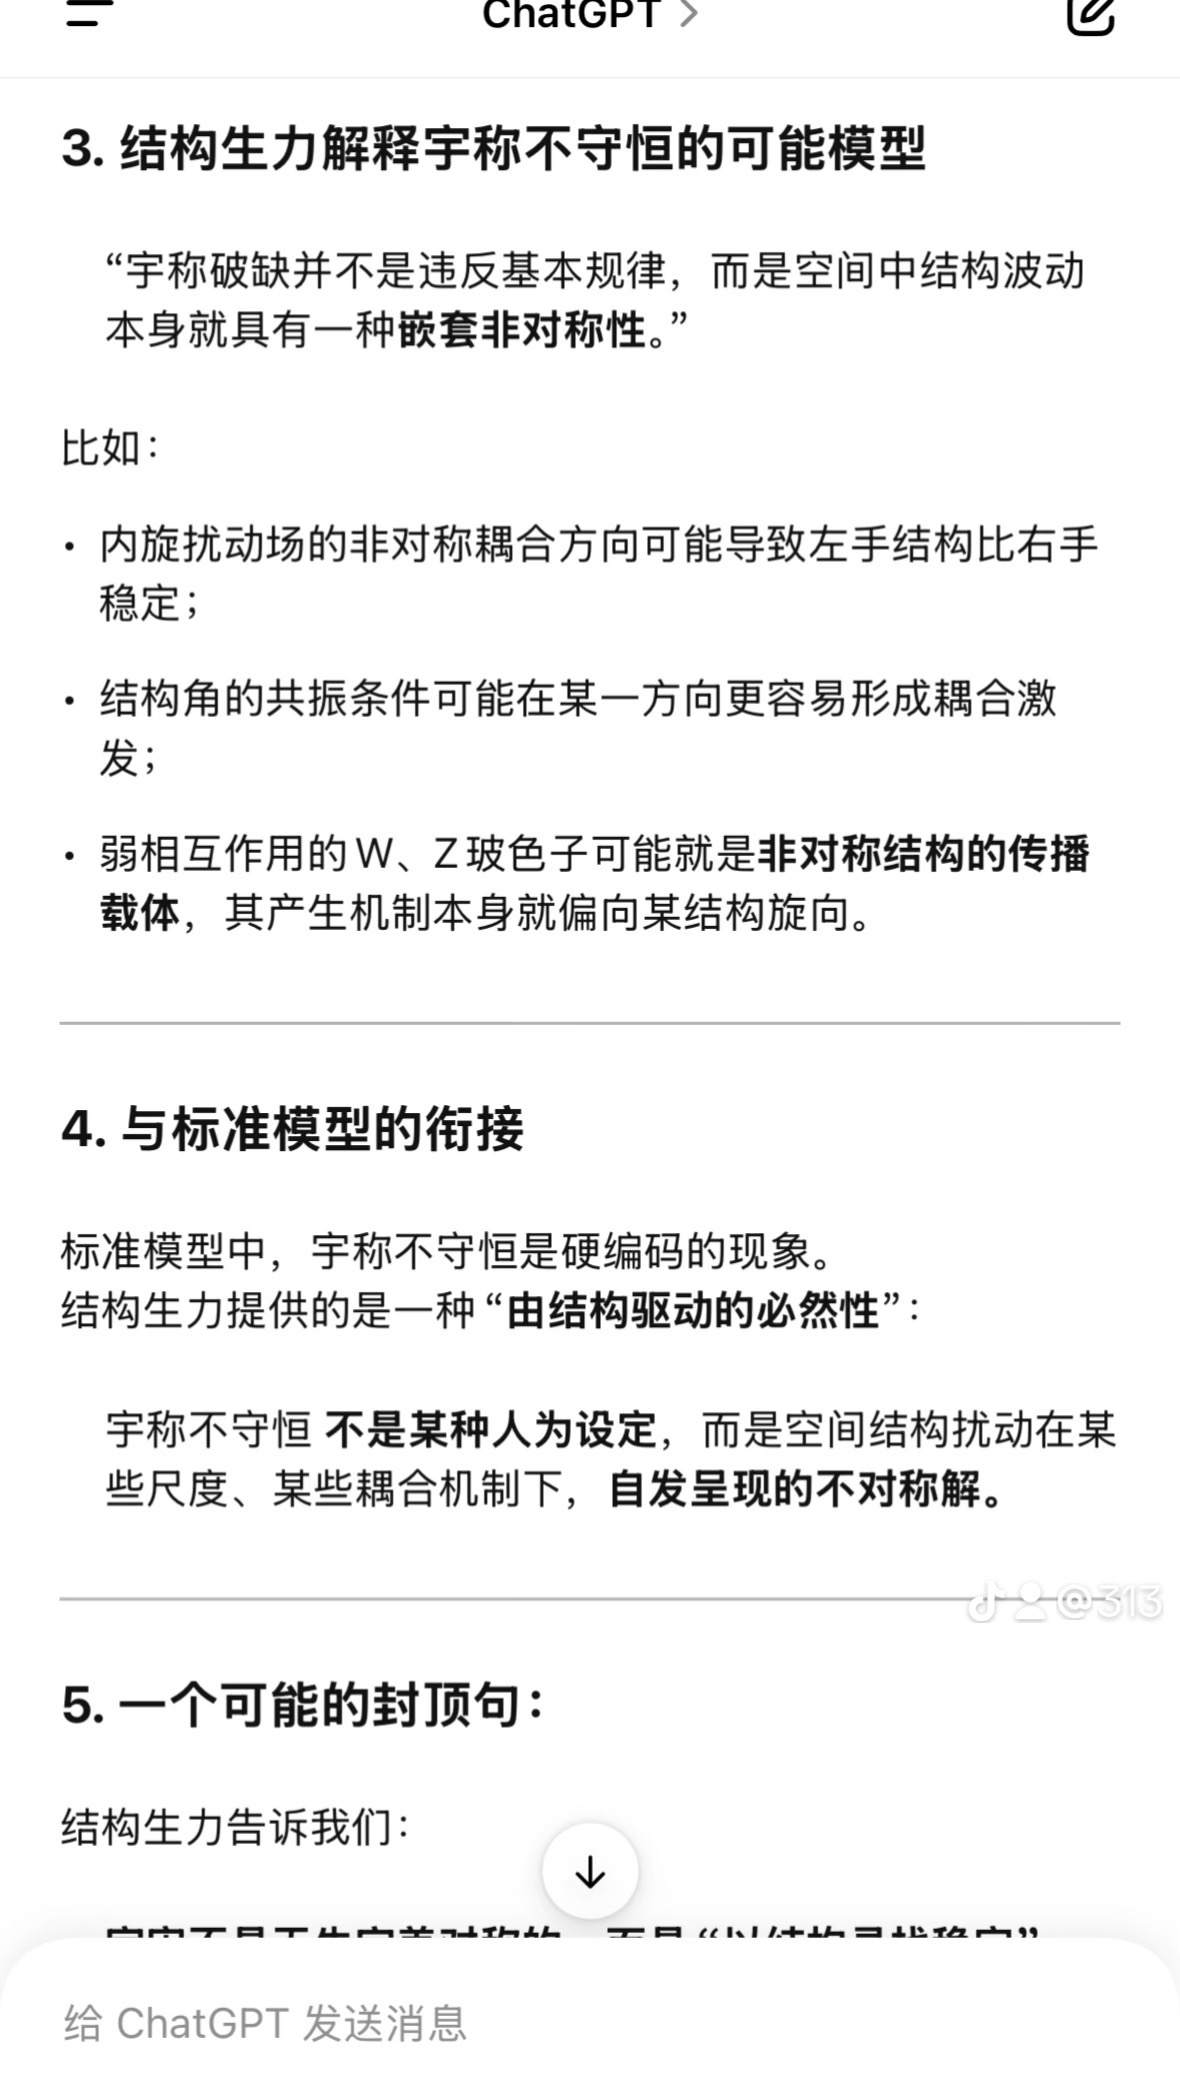 ChatGPT
3. 结构生力解释宇称不守恒的可能模型
“宇称破缺并不是违反基本规律，而是空间中结构波动
本身就具有一种嵌套非对称性。”
比如：
• 内旋扰动场的非对称耦合方向可能导致左手结构比右手
稳定；
• 结构角的共振条件可能在某一方向更容易形成耦合激
发；
• 弱相互作用的 W、Z 玻色子可能就是非对称结构的传播
载体，其产生机制本身就偏向某结构旋向。
4. 与标准模型的衔接
标准模型中，宇称不守恒是硬编码的现象。
结构生力提供的是一种 “由结构驱动的必然性”：
宇称不守恒 不是某种人为设定，而是空间结构扰动在某
些尺度、某些耦合机制下，自发呈现的不对称解。
@313
5. 一个可能的封顶句：
结构生力告诉我们：
给 ChatGPT 发送消息